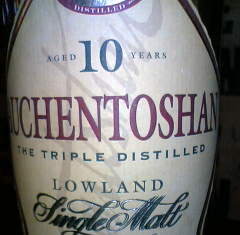 DISTILLED
AGED 10 YEARS
UCHENTOSHAN
THE TRIPLE DISTILLED
LOWLAND
Single Malt